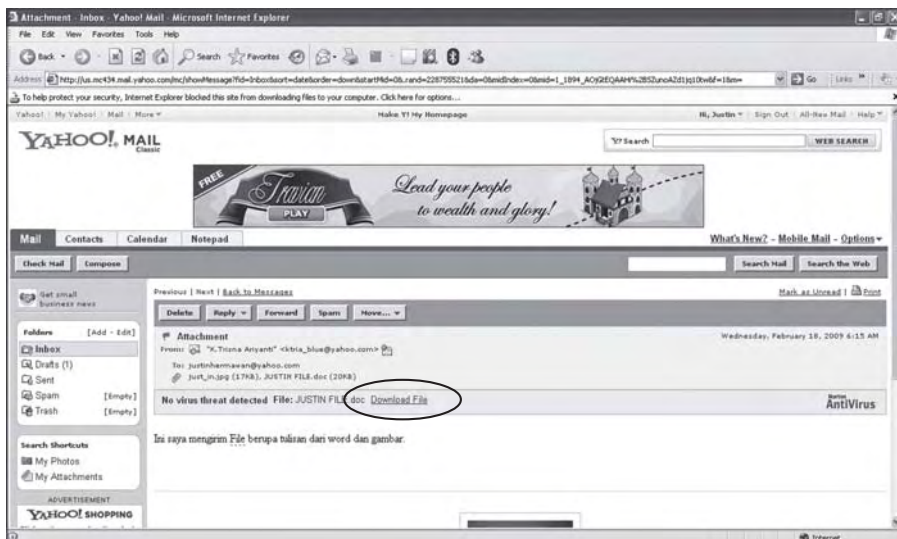 Attachment - Inbox - Yahoo! Mail - Microsoft Internet Explorer
File Edit View Favorites Tools Help
Back Search Favorites
Address Go Links
To help protect your security, Internet Explorer blocked this site from downloading files to your computer. Click here for options...
Yahoo! My Yahoo! Mail More Make Y! My Homepage Hi, Justin Sign Out All-New Mail Help
YAHOO! MAIL
Classic
Y! Search WEB SEARCH
FREE
Travian
PLAY
Lead your people
to wealth and glory!
Mail Contacts Calendar Notepad What's New? - Mobile Mail - Options
Check Mail Compose Search Mail Search the Web
Get small
business news
Previous | Next | Back to Messages Mark as Unread | Print
Delete Reply Forward Spam Move...
Folders [Add - Edit]
Inbox
Drafts (1)
Sent
Spam [Empty]
Trash [Empty]
Search Shortcuts
My Photos
My Attachments
ADVERTISEMENT
YAHOO! SHOPPING
Attachment Wednesday, February 18, 2009 6:15 AM
From: "K.Trisna Ariyanti" <ktria_blue@yahoo.com>
To: justinhermawan@yahoo.com
just_in.jpg (17KB), JUSTIN FILE.doc (20KB)
No virus threat detected File: JUSTIN FILE.doc Download File
Norton
AntiVirus
Ini saya mengirim File berupa tulisan dari word dan gambar.
Internet